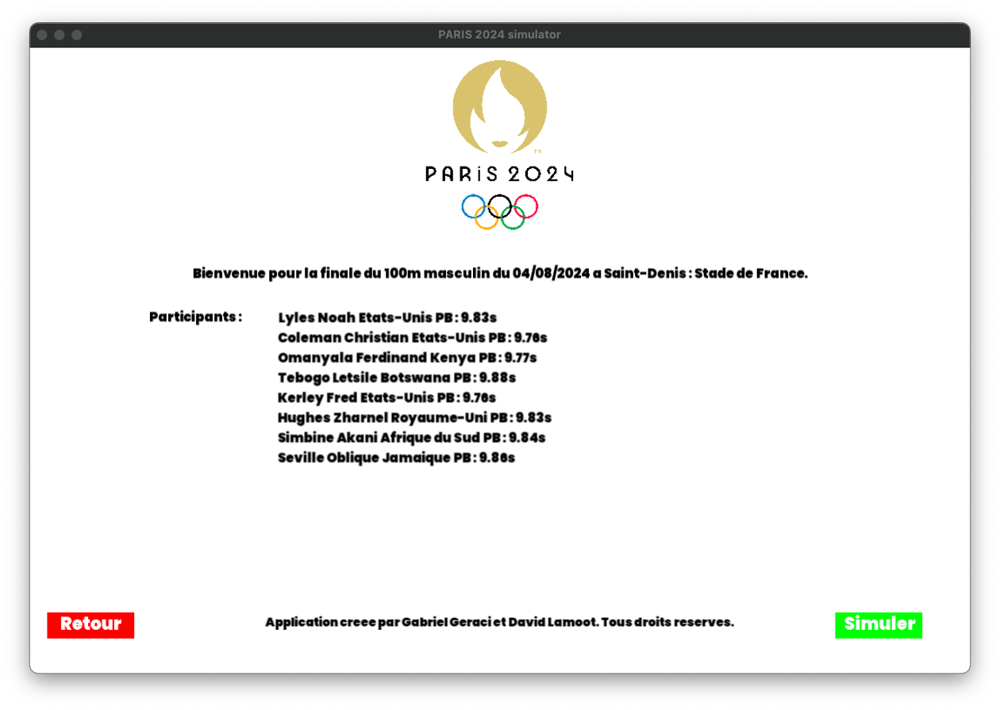 PARIS 2024 simulator
TM
PARiS 2024
Bienvenue pour la finale du 100m masculin du 04/08/2024 a Saint-Denis : Stade de France.
Participants :
Lyles Noah Etats-Unis PB : 9.83s
Coleman Christian Etats-Unis PB : 9.76s
Omanyala Ferdinand Kenya PB : 9.77s
Tebogo Letsile Botswana PB : 9.88s
Kerley Fred Etats-Unis PB : 9.76s
Hughes Zharnel Royaume-Uni PB : 9.83s
Simbine Akani Afrique du Sud PB : 9.84s
Seville Oblique Jamaique PB : 9.86s
Retour
Application creee par Gabriel Geraci et David Lamoot. Tous droits reserves.
Simuler